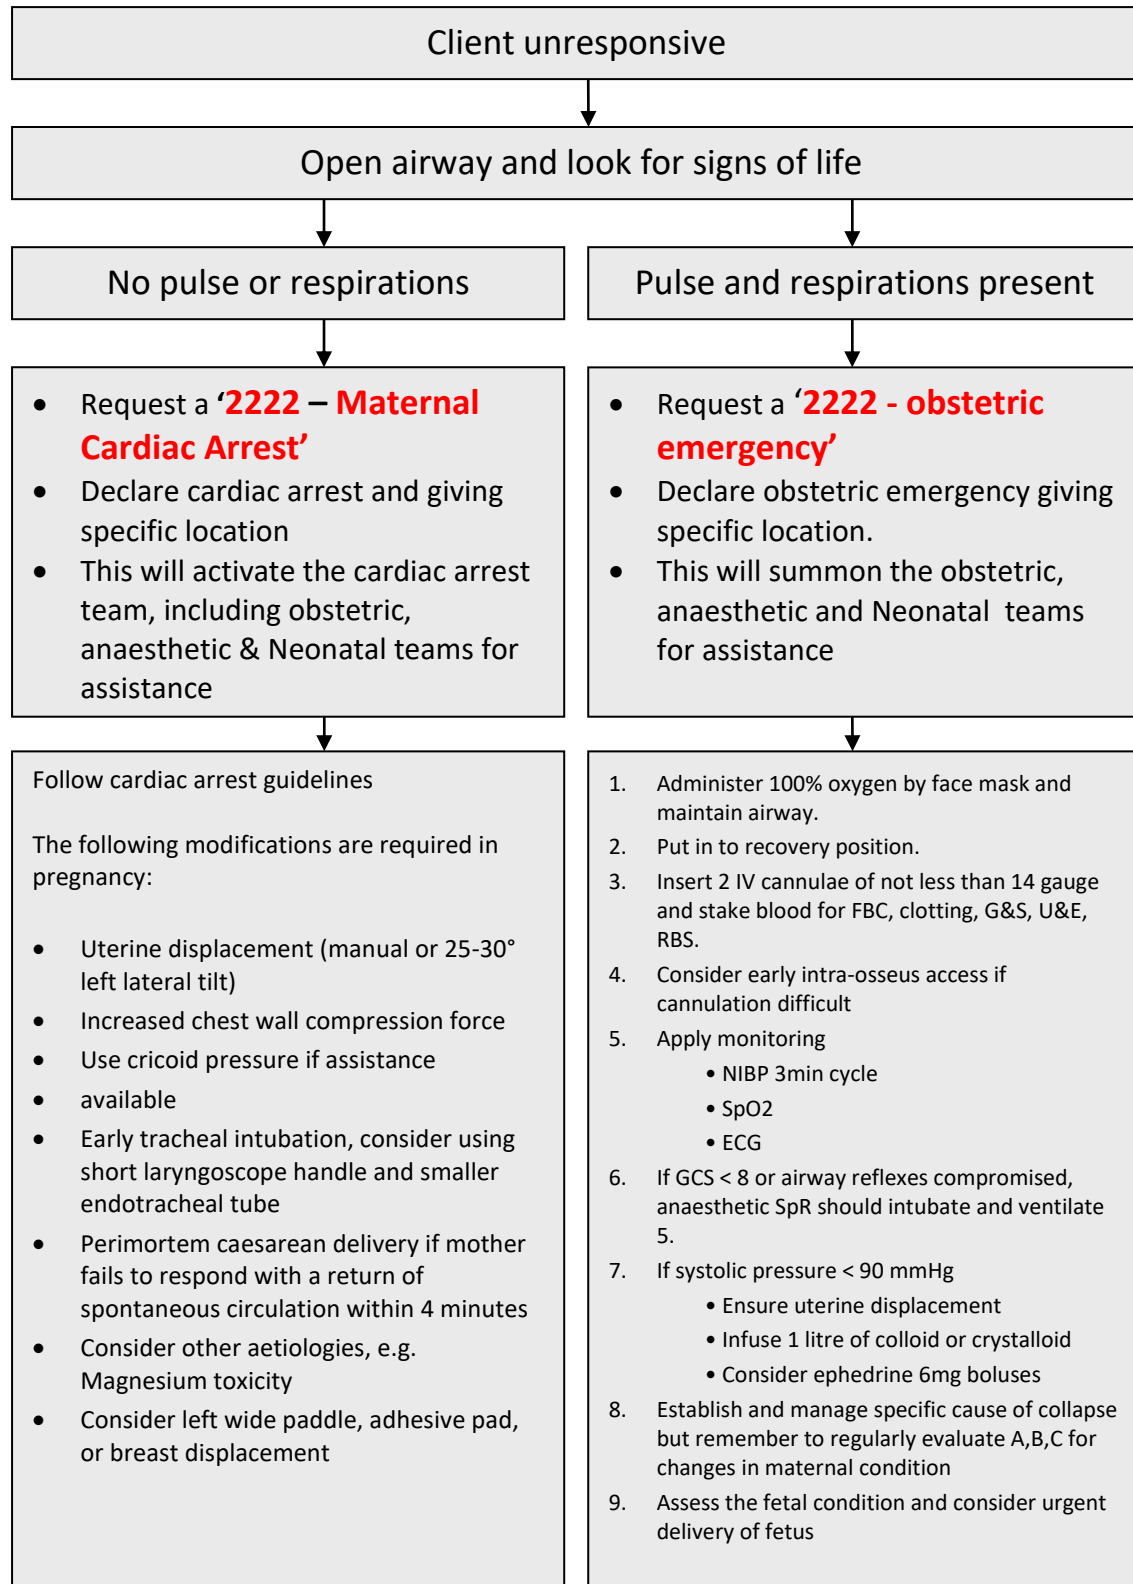 Client unresponsive
Open airway and look for signs of life
No pulse or respirations
Pulse and respirations present
• Request a ‘2222 – Maternal
Cardiac Arrest’
• Declare cardiac arrest and giving
specific location
• This will activate the cardiac arrest
team, including obstetric,
anaesthetic & Neonatal teams for
assistance
• Request a ‘2222 - obstetric
emergency’
• Declare obstetric emergency giving
specific location.
• This will summon the obstetric,
anaesthetic and Neonatal  teams
for assistance
Follow cardiac arrest guidelines
The following modifications are required in
pregnancy:
• Uterine displacement (manual or 25-30°
left lateral tilt)
• Increased chest wall compression force
• Use cricoid pressure if assistance
• available
• Early tracheal intubation, consider using
short laryngoscope handle and smaller
endotracheal tube
• Perimortem caesarean delivery if mother
fails to respond with a return of
spontaneous circulation within 4 minutes
• Consider other aetiologies, e.g.
Magnesium toxicity
• Consider left wide paddle, adhesive pad,
or breast displacement
1. Administer 100% oxygen by face mask and
maintain airway.
2. Put in to recovery position.
3. Insert 2 IV cannulae of not less than 14 gauge
and stake blood for FBC, clotting, G&S, U&E,
RBS.
4. Consider early intra-osseus access if
cannulation difficult
5. Apply monitoring
• NIBP 3min cycle
• SpO2
• ECG
6. If GCS < 8 or airway reflexes compromised,
anaesthetic SpR should intubate and ventilate
5.
7. If systolic pressure < 90 mmHg
• Ensure uterine displacement
• Infuse 1 litre of colloid or crystalloid
• Consider ephedrine 6mg boluses
8. Establish and manage specific cause of collapse
but remember to regularly evaluate A,B,C for
changes in maternal condition
9. Assess the fetal condition and consider urgent
delivery of fetus